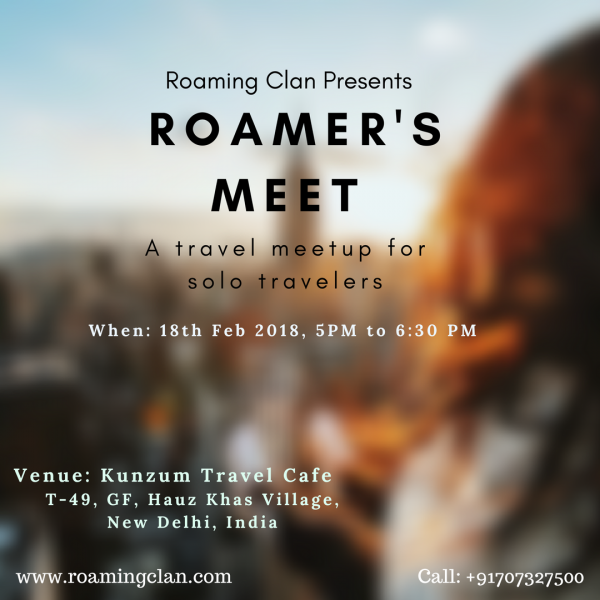 Roaming Clan Presents
ROAMER'S
MEET
A travel meetup for
solo travelers
When: 18th Feb 2018, 5PM to 6:30 PM
Venue: Kunzum Travel Cafe
T-49, GF, Hauz Khas Village,
New Delhi, India
www.roamingclan.com
Call: +91707327500